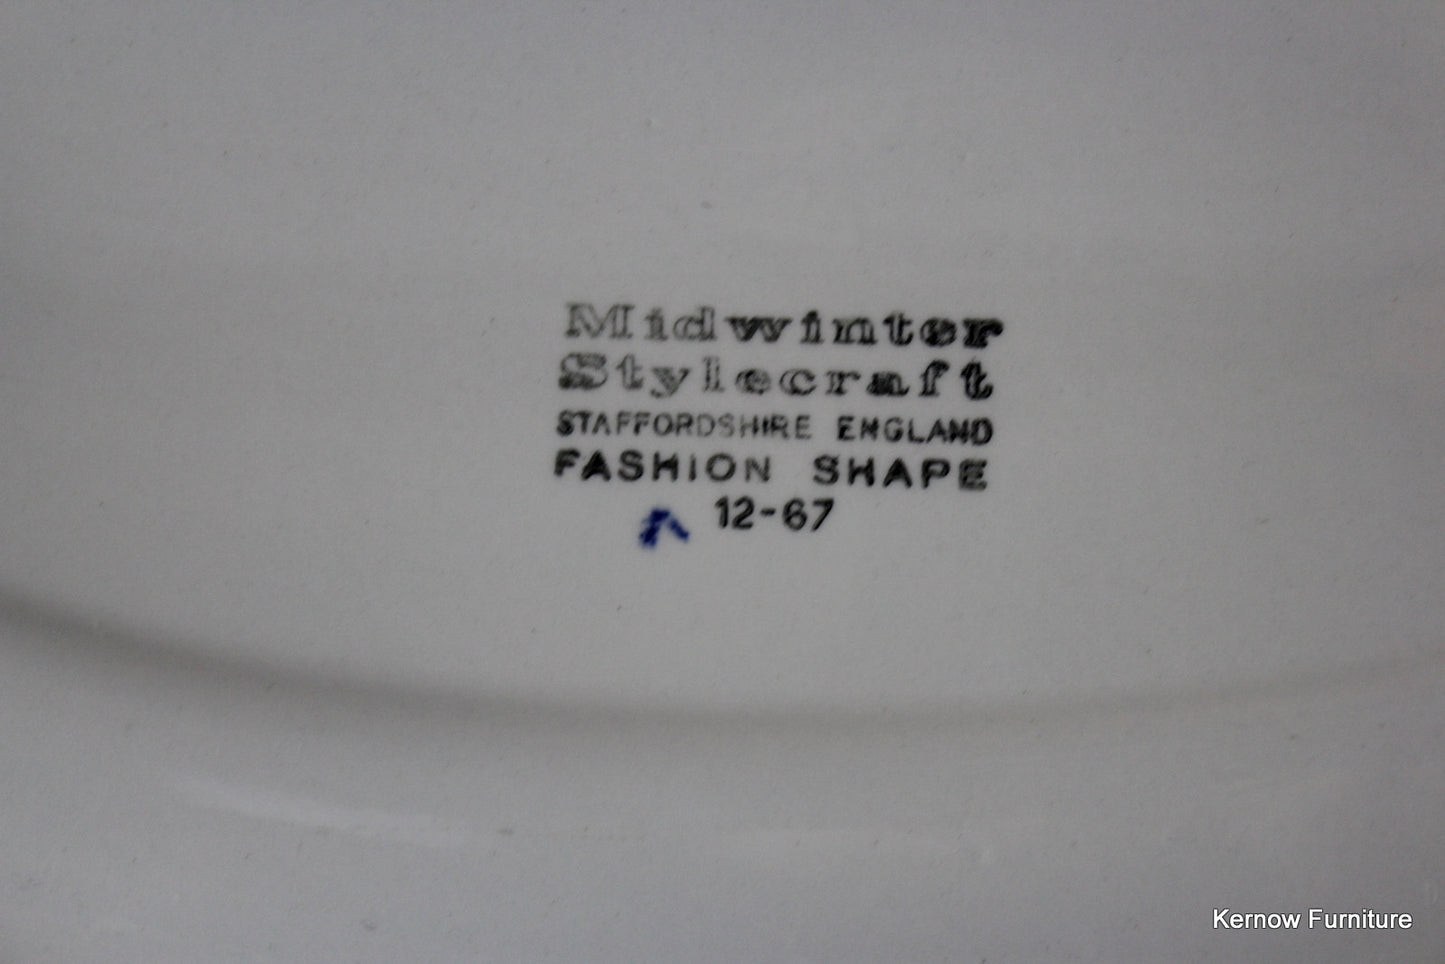 Midwinter
Stylecraft
STAFFORDSHIRE ENGLAND
FASHION SHAPE
12-67
Kernow Furniture